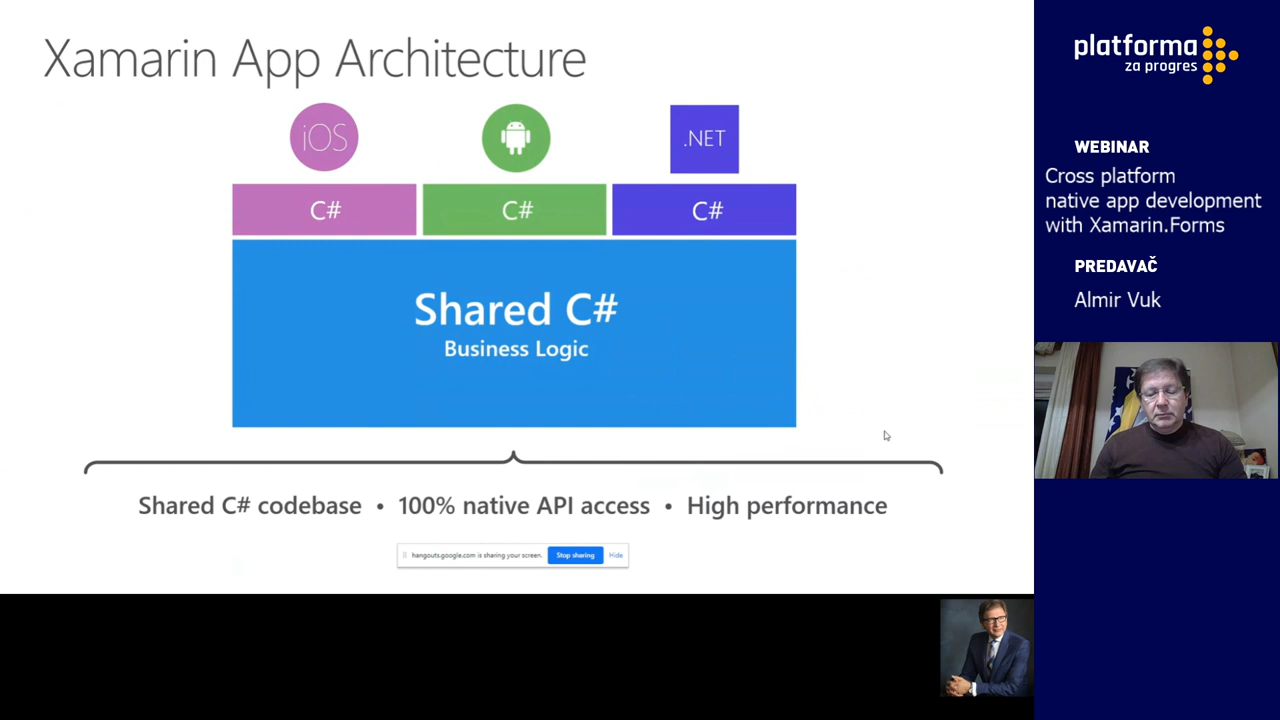 Xamarin App Architecture
iOS
.NET
C#
C#
C#
Shared C#
Business Logic
Shared C# codebase • 100% native API access • High performance
hangouts.google.com is sharing your screen. Stop sharing Hide
platforma
za progres
WEBINAR
Cross platform
native app development
with Xamarin.Forms
PREDAVAČ
Almir Vuk